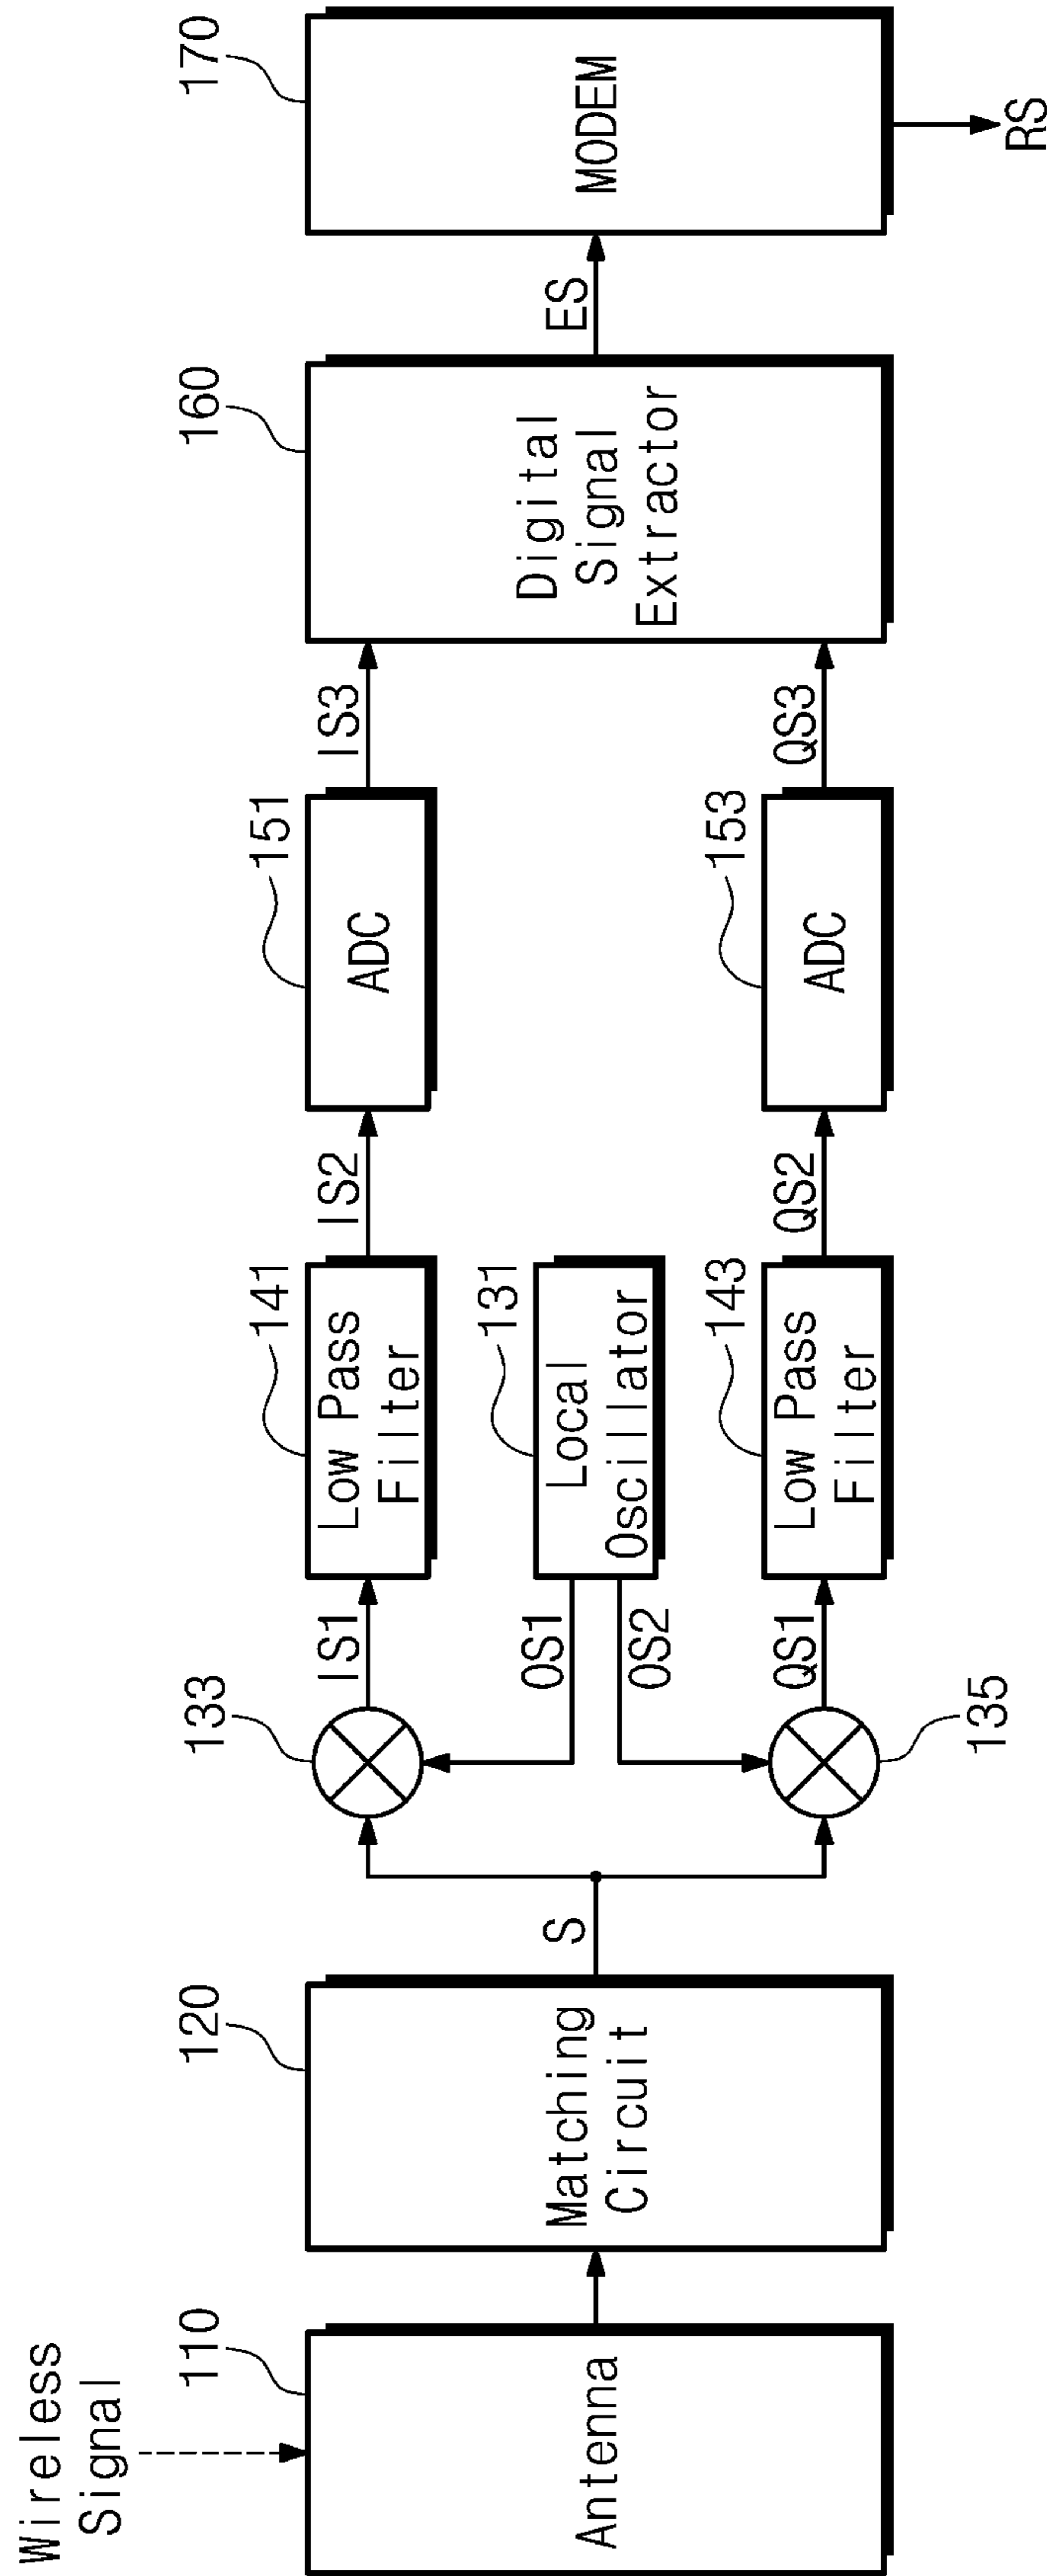 Wireless
Signal
110
Antenna
120
Matching
Circuit
S
133
IS1
OS1
OS2
QS1
135
141
Low Pass
Filter
131
Local
Oscillator
143
Low Pass
Filter
IS2
QS2
151
ADC
153
ADC
IS3
QS3
160
Digital
Signal
Extractor
ES
170
MODEM
RS